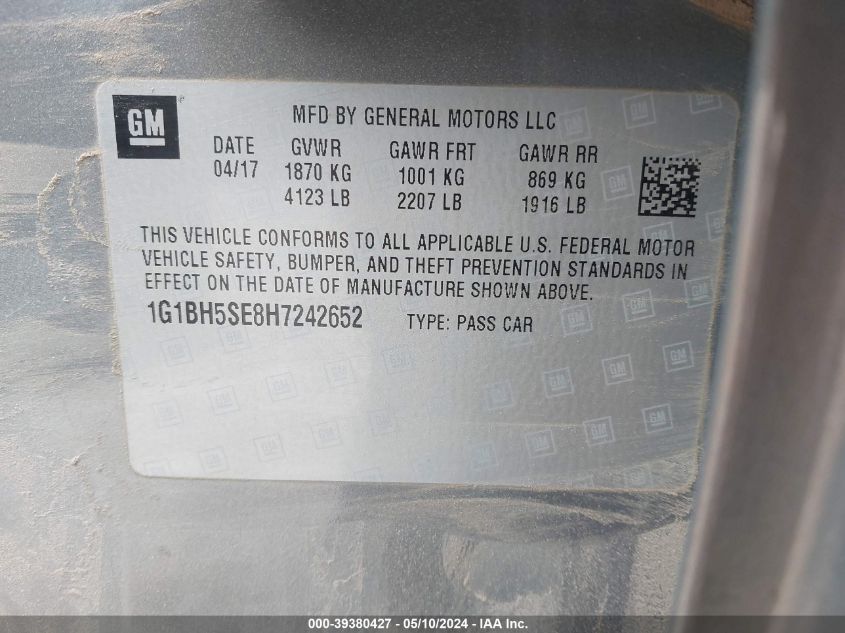 GM
MFD BY GENERAL MOTORS LLC
DATE GVWR GAWR FRT GAWR RR
04/17 1870 KG 1001 KG 869 KG
4123 LB 2207 LB 1916 LB
THIS VEHICLE CONFORMS TO ALL APPLICABLE U.S. FEDERAL MOTOR
VEHICLE SAFETY, BUMPER, AND THEFT PREVENTION STANDARDS IN
EFFECT ON THE DATE OF MANUFACTURE SHOWN ABOVE.
1G1BH5SE8H7242652 TYPE: PASS CAR
000-39380427 - 05/10/2024 - IAA Inc.